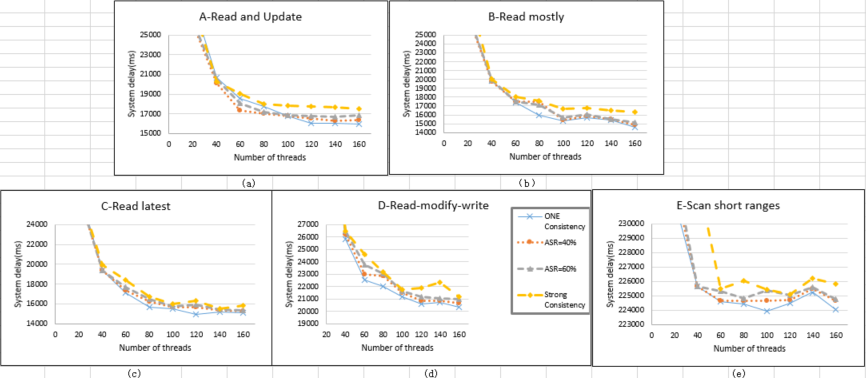 A-Read and Update
25000
23000
21000
19000
17000
15000
System delay(ms)
0 20 40 60 80 100 120 140 160
Number of threads
(a)
B-Read mostly
25000
24000
23000
22000
21000
20000
19000
18000
17000
16000
15000
14000
System delay(ms)
0 20 40 60 80 100 120 140 160
Number of threads
(b)
C-Read latest
24000
22000
20000
18000
16000
14000
System delay(ms)
0 20 40 60 80 100 120 140 160
Number of threads
(c)
D-Read-modify-write
27000
26000
25000
24000
23000
22000
21000
20000
19000
System delay(ms)
20 40 60 80 100 120 140 160
Number of threads
ONE
Consistency
ASR=40%
ASR=60%
Strong
Consistency
(d)
E-Scan short ranges
230000
229000
228000
227000
226000
225000
224000
223000
System delay(ms)
0 20 40 60 80 100 120 140 160
Number of threads
(e)